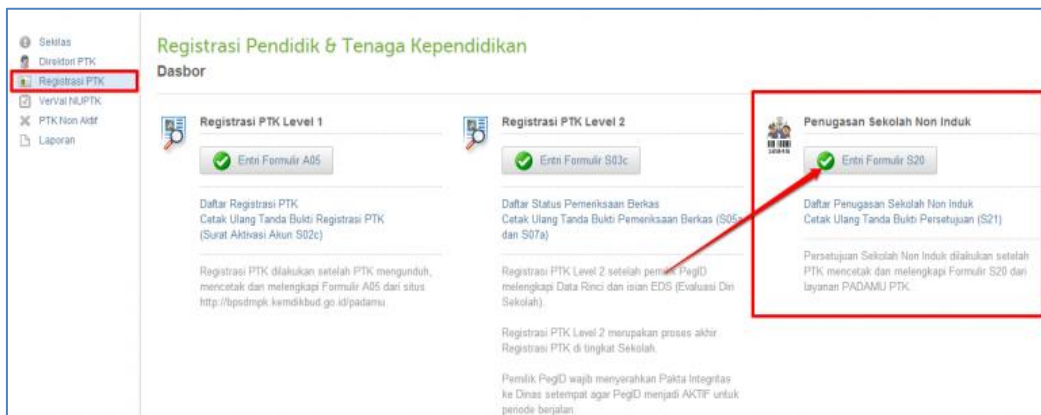 Sekilas
Direktori PTK
Registrasi PTK
VerVal NUPTK
PTK Non Aktif
Laporan
Registrasi Pendidik & Tenaga Kependidikan
Dasbor
Registrasi PTK Level 1
Entri Formulir A05
Daftar Registrasi PTK
Cetak Ulang Tanda Bukti Registrasi PTK
(Surat Aktivasi Akun S02c)
Registrasi PTK dilakukan setelah PTK mengunduh,
mencetak dan melengkapi Formulir A05 dari situs
http://bpsdmpk.kemdikbud.go.id/padamu.
Registrasi PTK Level 2
Entri Formulir S03c
Daftar Status Pemeriksaan Berkas
Cetak Ulang Tanda Bukti Pemeriksaan Berkas (S05a
dan S07a)
Registrasi PTK Level 2 setelah pemilik PegID
melengkapi Data Rinci dan isian EDS (Evaluasi Diri
Sekolah).
Registrasi PTK Level 2 merupakan proses akhir
Registrasi PTK di tingkat Sekolah.
Pemilik PegID wajib menyerahkan Pakta Integritas
ke Dinas setempat agar PegID menjadi AKTIF untuk
periode berjalan.
Penugasan Sekolah Non Induk
Entri Formulir S20
Daftar Penugasan Sekolah Non Induk
Cetak Ulang Tanda Bukti Persetujuan (S21)
Persetujuan Sekolah Non Induk dilakukan setelah
PTK mencetak dan melengkapi Formulir S20 dari
layanan PADAMU PTK.